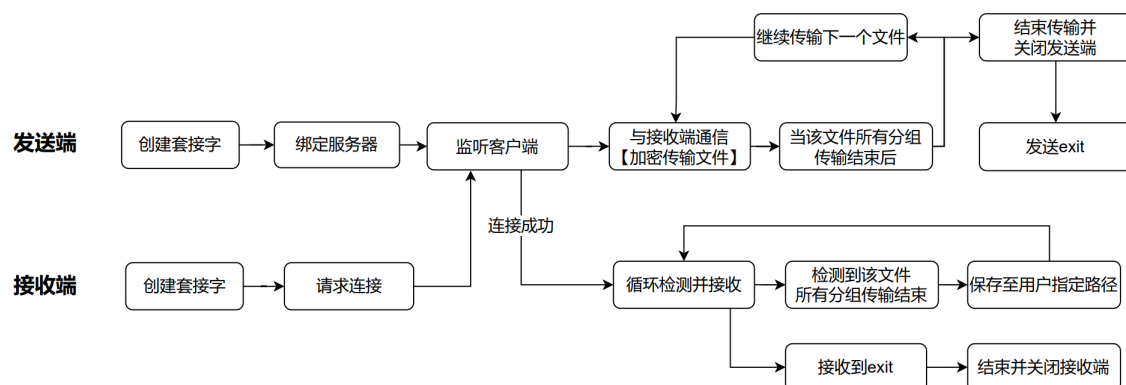 继续传输下一个文件
结束传输并
关闭发送端
发送端
创建套接字
绑定服务器
监听客户端
与接收端通信
【加密传输文件】
当该文件所有分组
传输结束后
发送exit
连接成功
接收端
创建套接字
请求连接
循环检测并接收
检测到该文件
所有分组传输结束
保存至用户指定路径
接收到exit
结束并关闭接收端